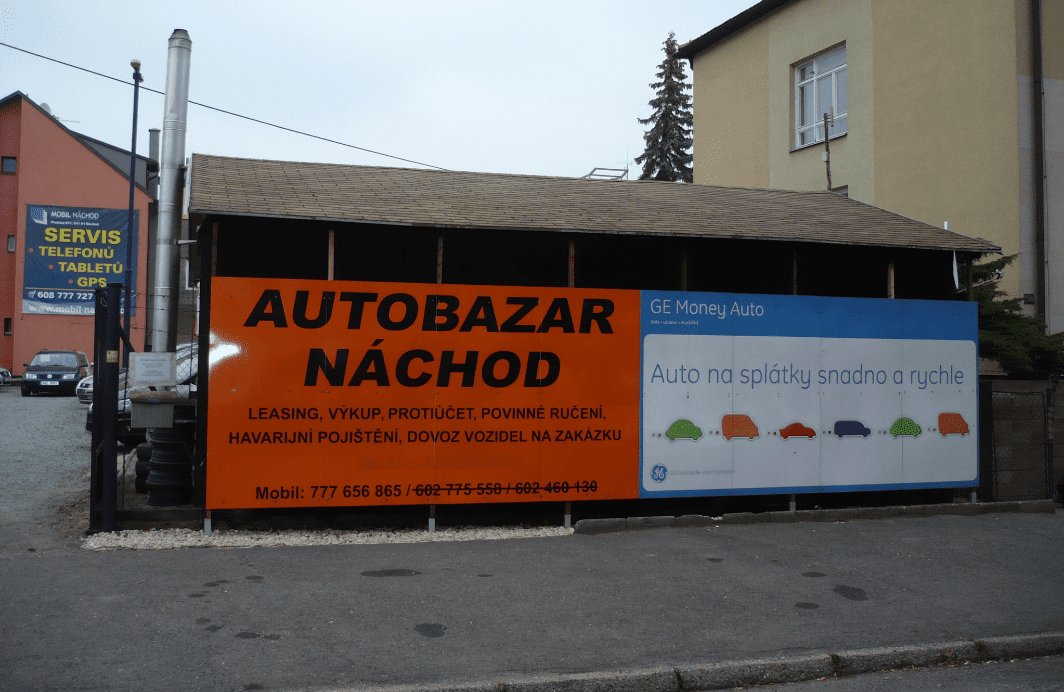 MOBIL NÁCHOD
SERVIS
• TELEFONŮ
• TABLETŮ
• GPS
608 777 727
AUTOBAZAR
NÁCHOD
LEASING, VÝKUP, PROTIÚČET, POVINNÉ RUČENÍ,
HAVARIJNÍ POJIŠTĚNÍ, DOVOZ VOZIDEL NA ZAKÁZKU
Mobil: 777 656 865 / 602 775 558 / 602 460 130
GE Money Auto
Auto na splátky snadno a rychle